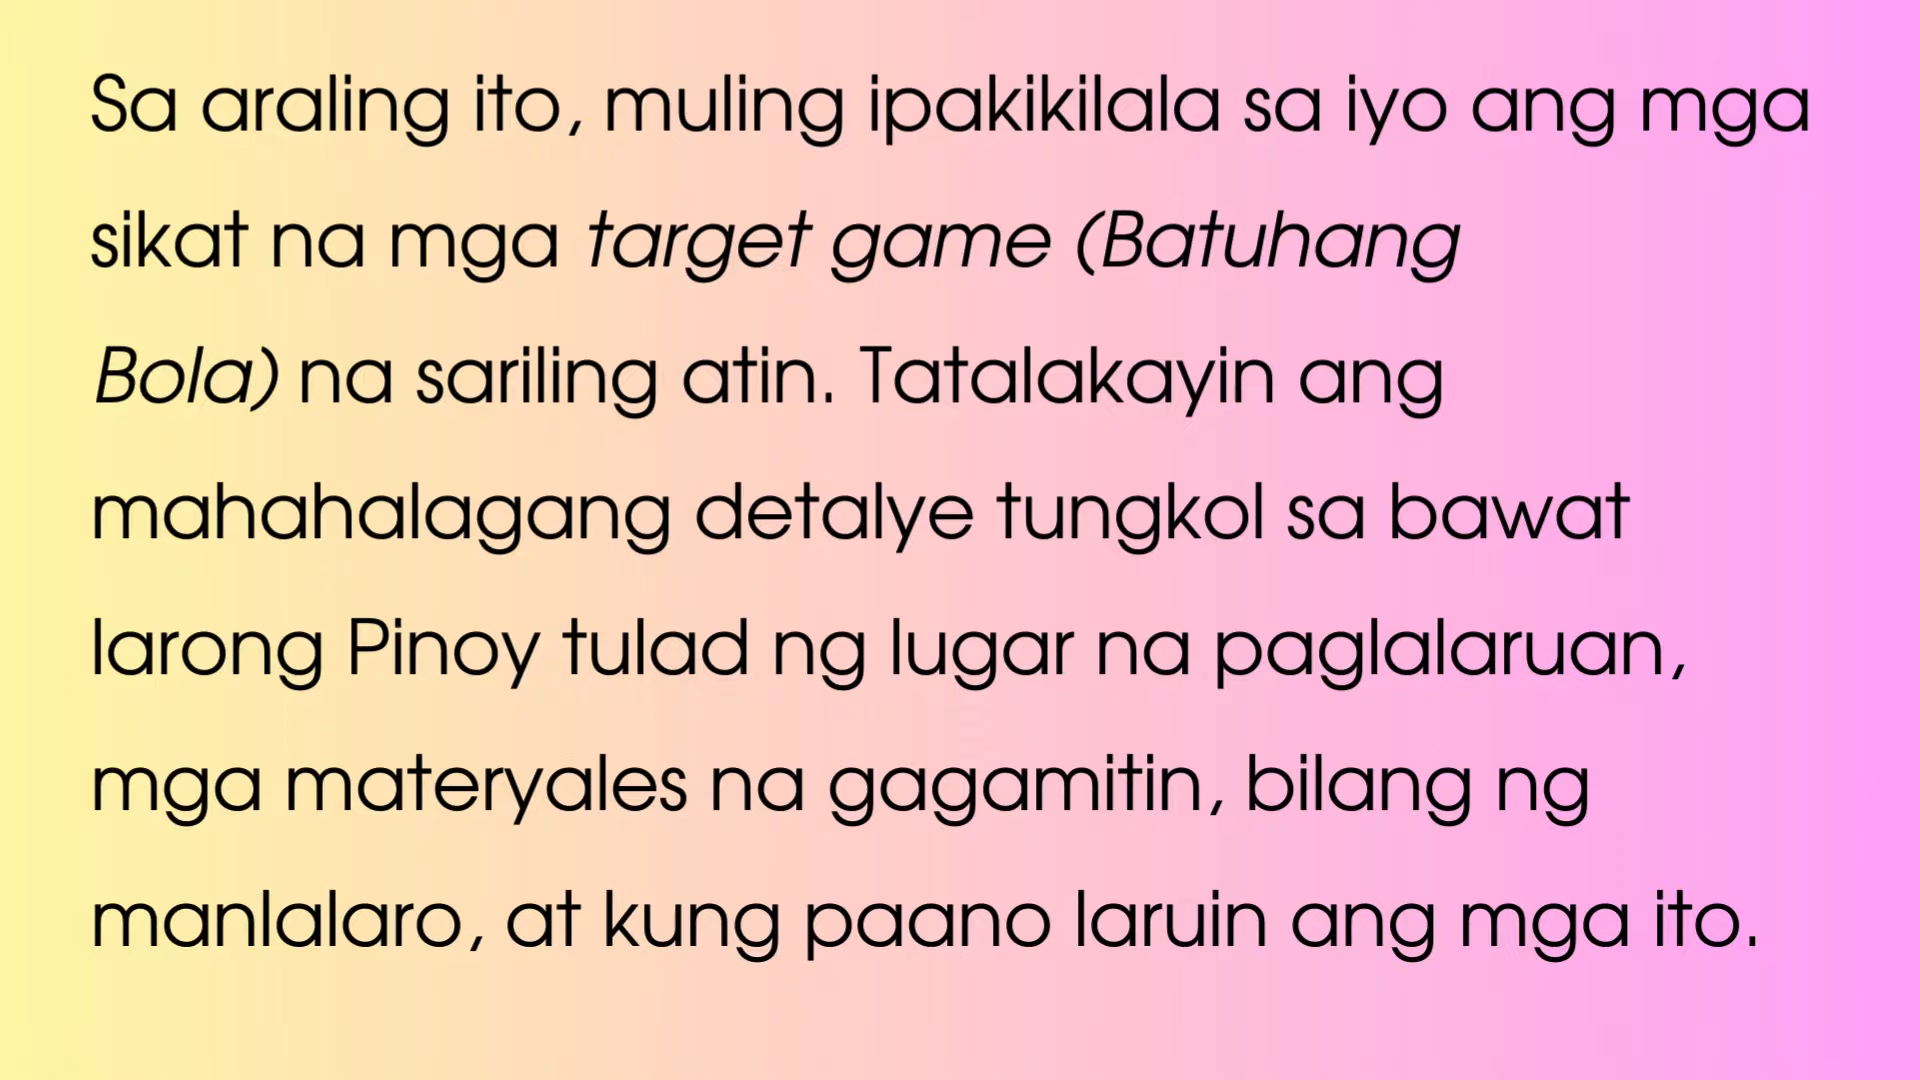 Sa araling ito, muling ipakikilala sa iyo ang mga
sikat na mga target game (Batuhang
Bola) na sariling atin. Tatalakayin ang
mahahalagang detalye tungkol sa bawat
larong Pinoy tulad ng lugar na paglalaruan,
mga materyales na gagamitin, bilang ng
manlalaro, at kung paano laruin ang mga ito.